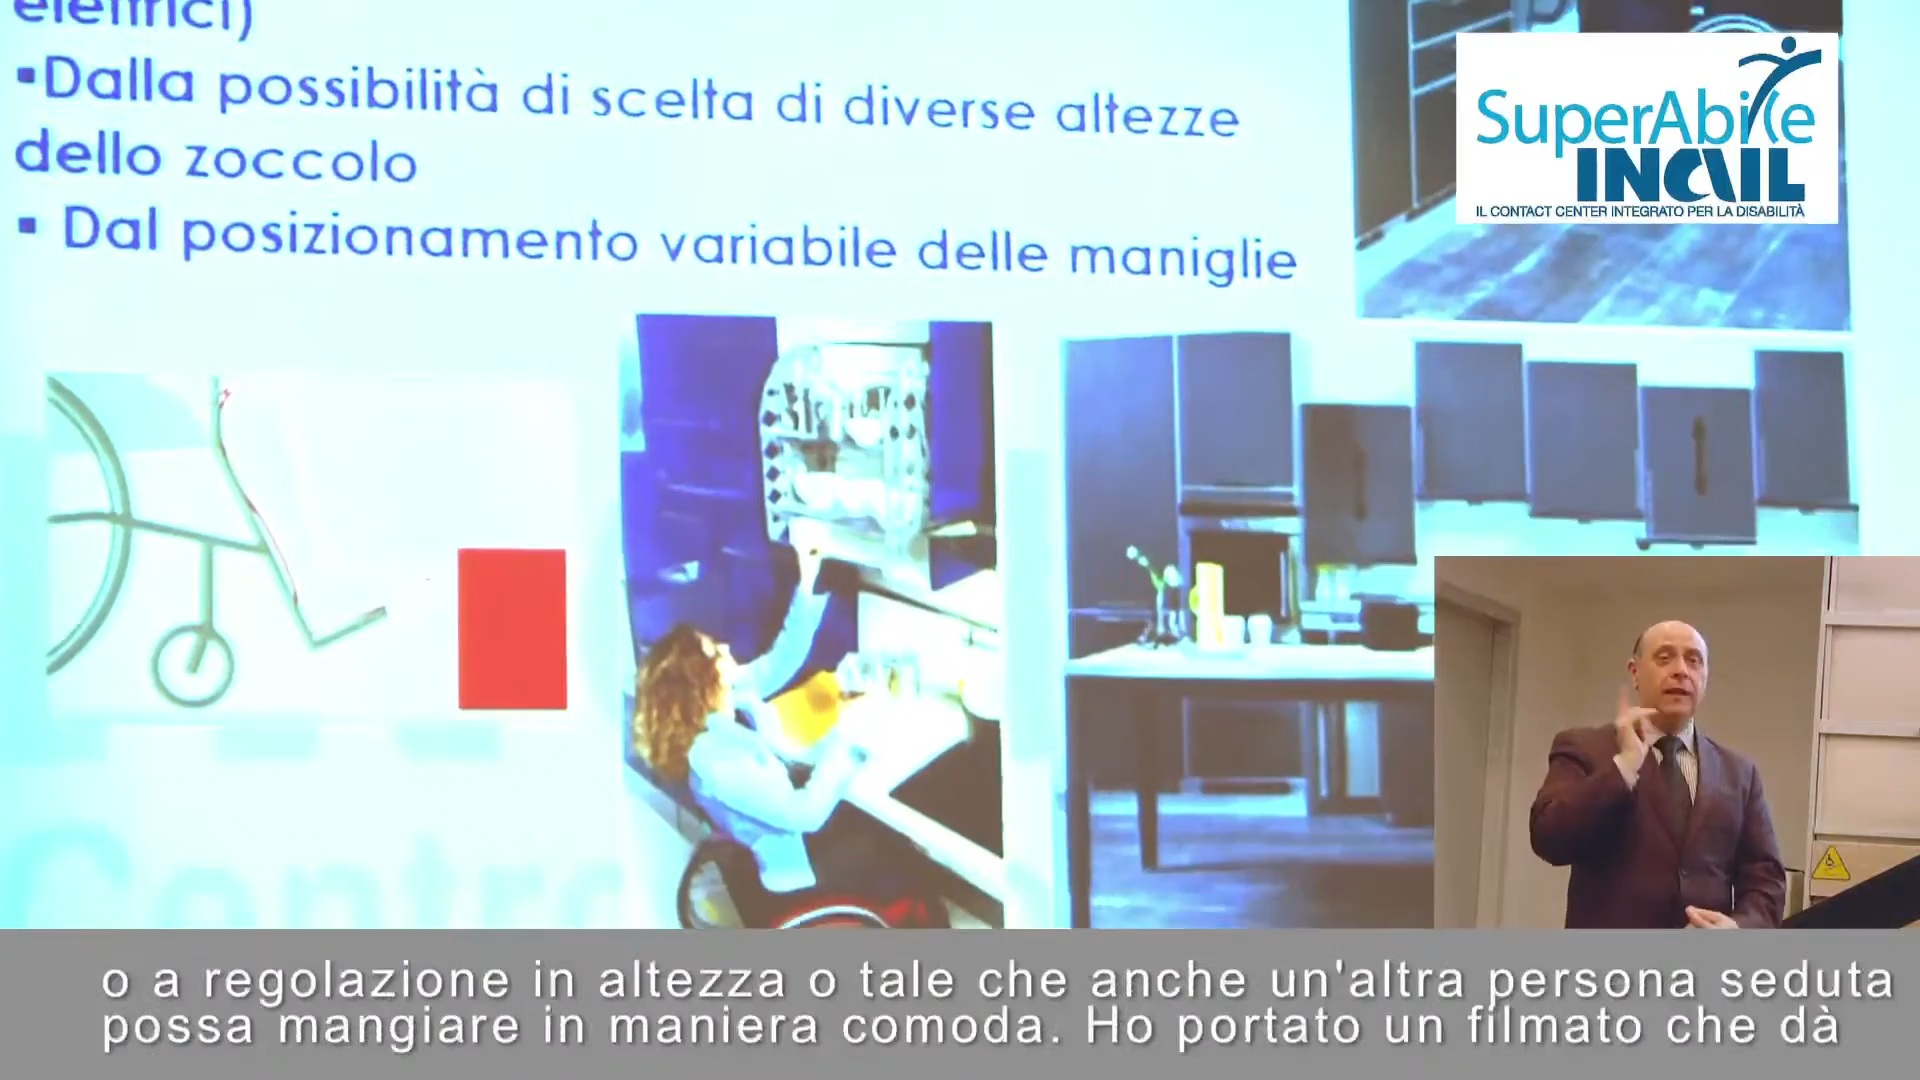 elettrici)
▪Dalla possibilità di scelta di diverse altezze
dello zoccolo
▪ Dal posizionamento variabile delle maniglie
SuperAbile
INAIL
IL CONTACT CENTER INTEGRATO PER LA DISABILITÀ
Contr
o a regolazione in altezza o tale che anche un'altra persona seduta
possa mangiare in maniera comoda. Ho portato un filmato che dà